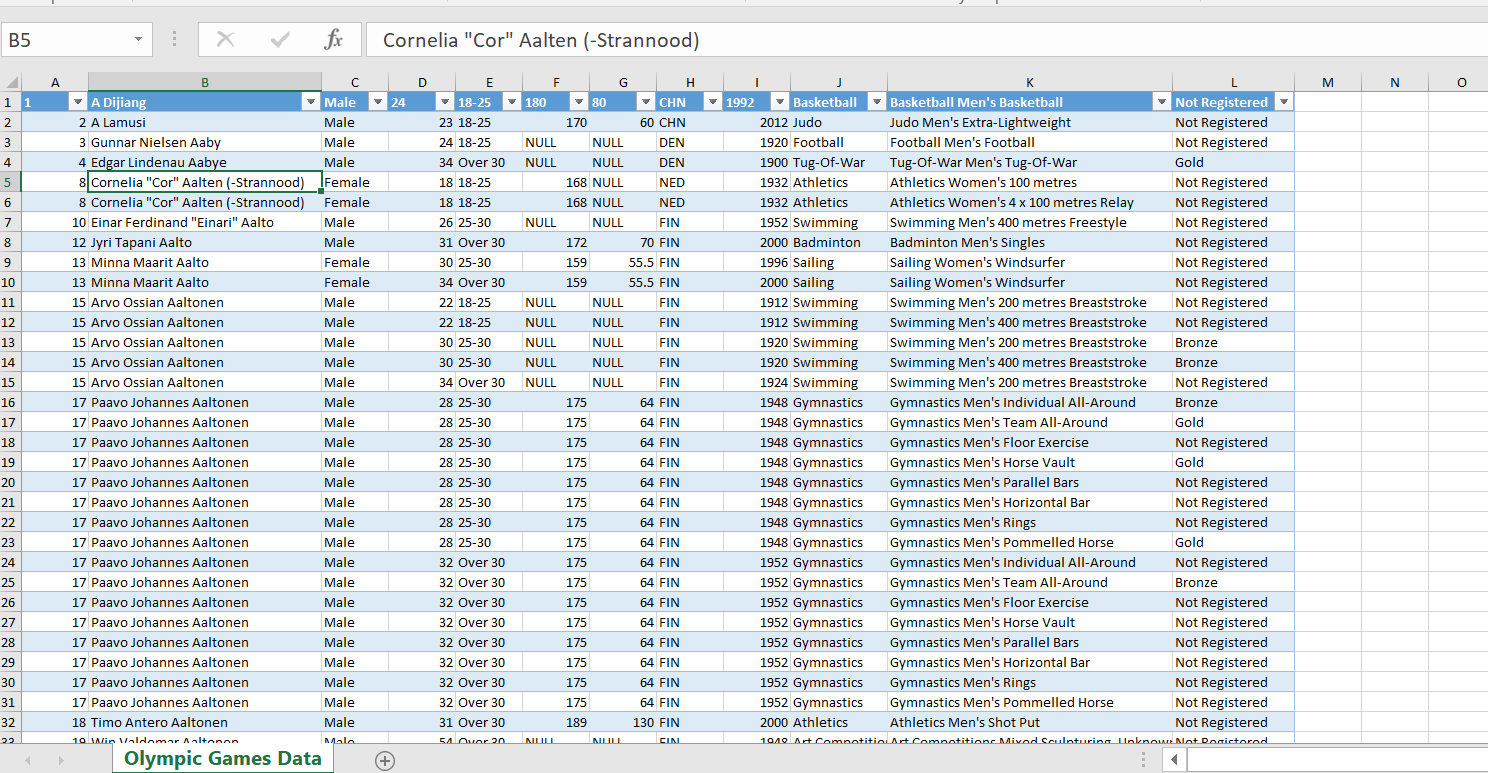 B5 fx Cornelia "Cor" Aalten (-Strannood)
A B C D E F G H I J K L M N O
1 1 A Dijiang Male 24 18-25 180 80 CHN 1992 Basketball Basketball Men's Basketball Not Registered
2 2 A Lamusi Male 23 18-25 170 60 CHN 2012 Judo Judo Men's Extra-Lightweight Not Registered
3 3 Gunnar Nielsen Aaby Male 24 18-25 NULL NULL DEN 1920 Football Football Men's Football Not Registered
4 4 Edgar Lindenau Aabye Male 34 Over 30 NULL NULL DEN 1900 Tug-Of-War Tug-Of-War Men's Tug-Of-War Gold
5 8 Cornelia "Cor" Aalten (-Strannood) Female 18 18-25 168 NULL NED 1932 Athletics Athletics Women's 100 metres Not Registered
6 8 Cornelia "Cor" Aalten (-Strannood) Female 18 18-25 168 NULL NED 1932 Athletics Athletics Women's 4 x 100 metres Relay Not Registered
7 10 Einar Ferdinand "Einari" Aalto Male 26 25-30 NULL NULL FIN 1952 Swimming Swimming Men's 400 metres Freestyle Not Registered
8 12 Jyri Tapani Aalto Male 31 Over 30 172 70 FIN 2000 Badminton Badminton Men's Singles Not Registered
9 13 Minna Maarit Aalto Female 30 25-30 159 55.5 FIN 1996 Sailing Sailing Women's Windsurfer Not Registered
10 13 Minna Maarit Aalto Female 34 Over 30 159 55.5 FIN 2000 Sailing Sailing Women's Windsurfer Not Registered
11 15 Arvo Ossian Aaltonen Male 22 18-25 NULL NULL FIN 1912 Swimming Swimming Men's 200 metres Breaststroke Not Registered
12 15 Arvo Ossian Aaltonen Male 22 18-25 NULL NULL FIN 1912 Swimming Swimming Men's 400 metres Breaststroke Not Registered
13 15 Arvo Ossian Aaltonen Male 30 25-30 NULL NULL FIN 1920 Swimming Swimming Men's 200 metres Breaststroke Bronze
14 15 Arvo Ossian Aaltonen Male 30 25-30 NULL NULL FIN 1920 Swimming Swimming Men's 400 metres Breaststroke Bronze
15 15 Arvo Ossian Aaltonen Male 34 Over 30 NULL NULL FIN 1924 Swimming Swimming Men's 200 metres Breaststroke Not Registered
16 17 Paavo Johannes Aaltonen Male 28 25-30 175 64 FIN 1948 Gymnastics Gymnastics Men's Individual All-Around Bronze
17 17 Paavo Johannes Aaltonen Male 28 25-30 175 64 FIN 1948 Gymnastics Gymnastics Men's Team All-Around Gold
18 17 Paavo Johannes Aaltonen Male 28 25-30 175 64 FIN 1948 Gymnastics Gymnastics Men's Floor Exercise Not Registered
19 17 Paavo Johannes Aaltonen Male 28 25-30 175 64 FIN 1948 Gymnastics Gymnastics Men's Horse Vault Gold
20 17 Paavo Johannes Aaltonen Male 28 25-30 175 64 FIN 1948 Gymnastics Gymnastics Men's Parallel Bars Not Registered
21 17 Paavo Johannes Aaltonen Male 28 25-30 175 64 FIN 1948 Gymnastics Gymnastics Men's Horizontal Bar Not Registered
22 17 Paavo Johannes Aaltonen Male 28 25-30 175 64 FIN 1948 Gymnastics Gymnastics Men's Rings Not Registered
23 17 Paavo Johannes Aaltonen Male 28 25-30 175 64 FIN 1948 Gymnastics Gymnastics Men's Pommelled Horse Gold
24 17 Paavo Johannes Aaltonen Male 32 Over 30 175 64 FIN 1952 Gymnastics Gymnastics Men's Individual All-Around Not Registered
25 17 Paavo Johannes Aaltonen Male 32 Over 30 175 64 FIN 1952 Gymnastics Gymnastics Men's Team All-Around Bronze
26 17 Paavo Johannes Aaltonen Male 32 Over 30 175 64 FIN 1952 Gymnastics Gymnastics Men's Floor Exercise Not Registered
27 17 Paavo Johannes Aaltonen Male 32 Over 30 175 64 FIN 1952 Gymnastics Gymnastics Men's Horse Vault Not Registered
28 17 Paavo Johannes Aaltonen Male 32 Over 30 175 64 FIN 1952 Gymnastics Gymnastics Men's Parallel Bars Not Registered
29 17 Paavo Johannes Aaltonen Male 32 Over 30 175 64 FIN 1952 Gymnastics Gymnastics Men's Horizontal Bar Not Registered
30 17 Paavo Johannes Aaltonen Male 32 Over 30 175 64 FIN 1952 Gymnastics Gymnastics Men's Rings Not Registered
31 17 Paavo Johannes Aaltonen Male 32 Over 30 175 64 FIN 1952 Gymnastics Gymnastics Men's Pommelled Horse Not Registered
32 18 Timo Antero Aaltonen Male 31 Over 30 189 130 FIN 2000 Athletics Athletics Men's Shot Put Not Registered
33 19 Win Valdemar Aaltonen Male 54 Over 30 NULL NULL FIN 1948 Art Competitio Art Competitions Mixed Sculpturing, Unknow Not Registered
Olympic Games Data